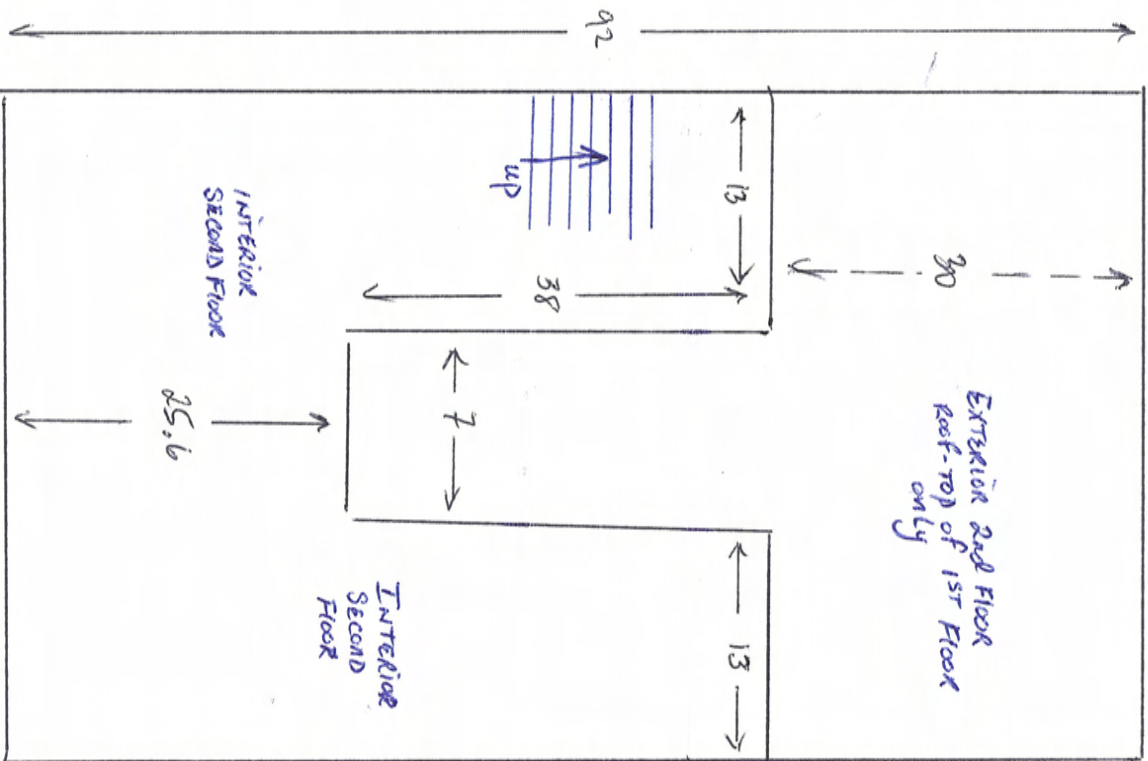 92
up
13
30
INTERIOR
SECOND FLOOR
38
25.6
7
EXTERIOR 2nd FLOOR
ROOF-TOP of 1ST FLOOR
only
INTERIOR
SECOND
FLOOR
13